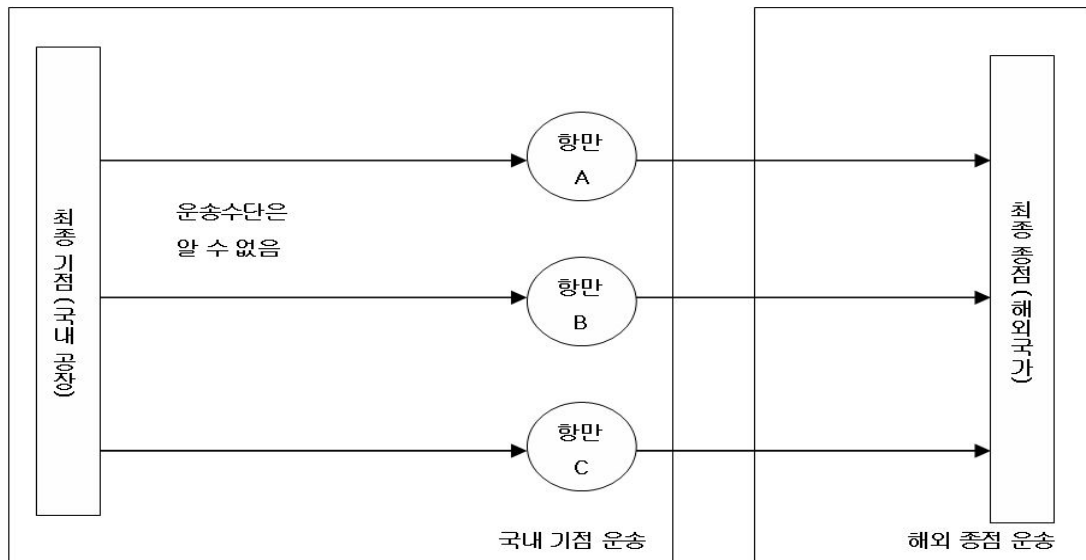 최종 기점(국내 공장)
운송수단은
알 수 없음
항만
A
항만
B
항만
C
최종 종점(해외국가)
국내 기점 운송
해외 종점 운송